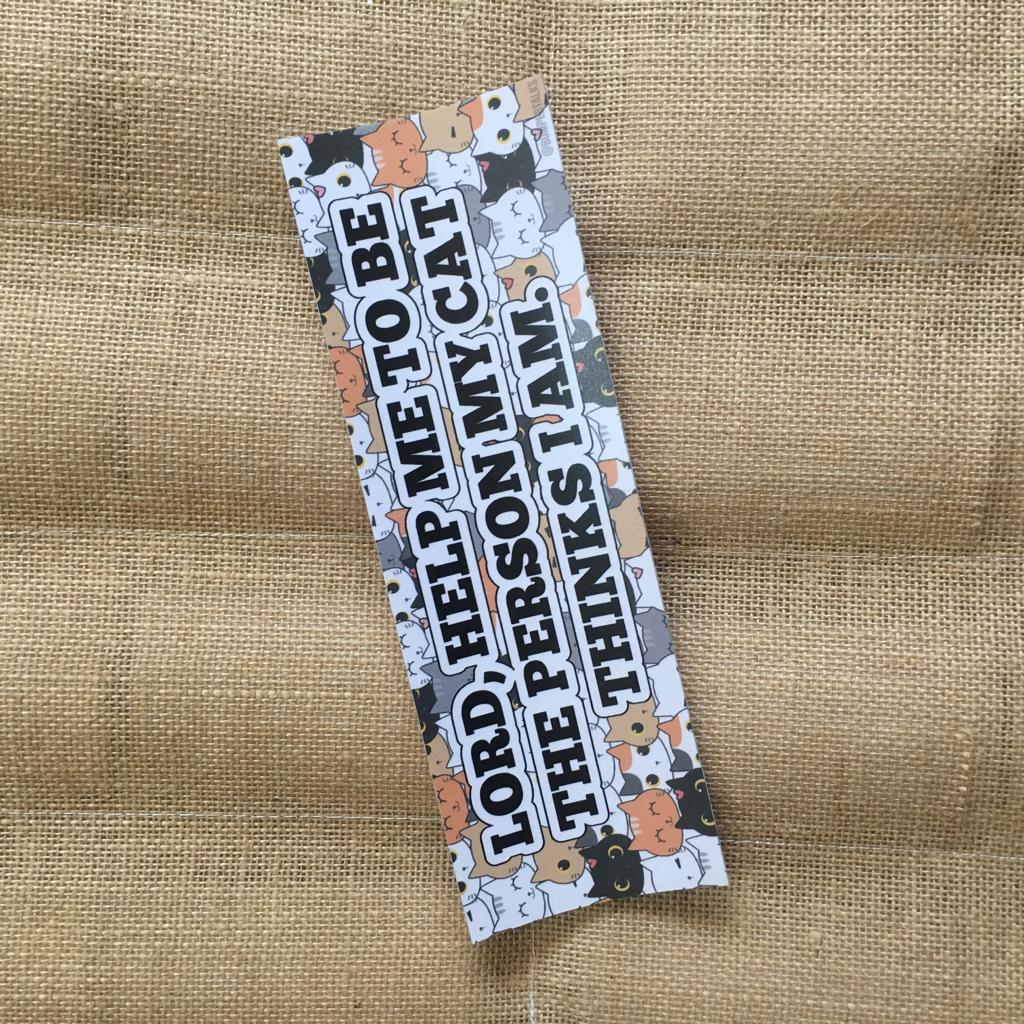 LORD, HELP ME TO BE
THE PERSON MY CAT
THINKS I AM.